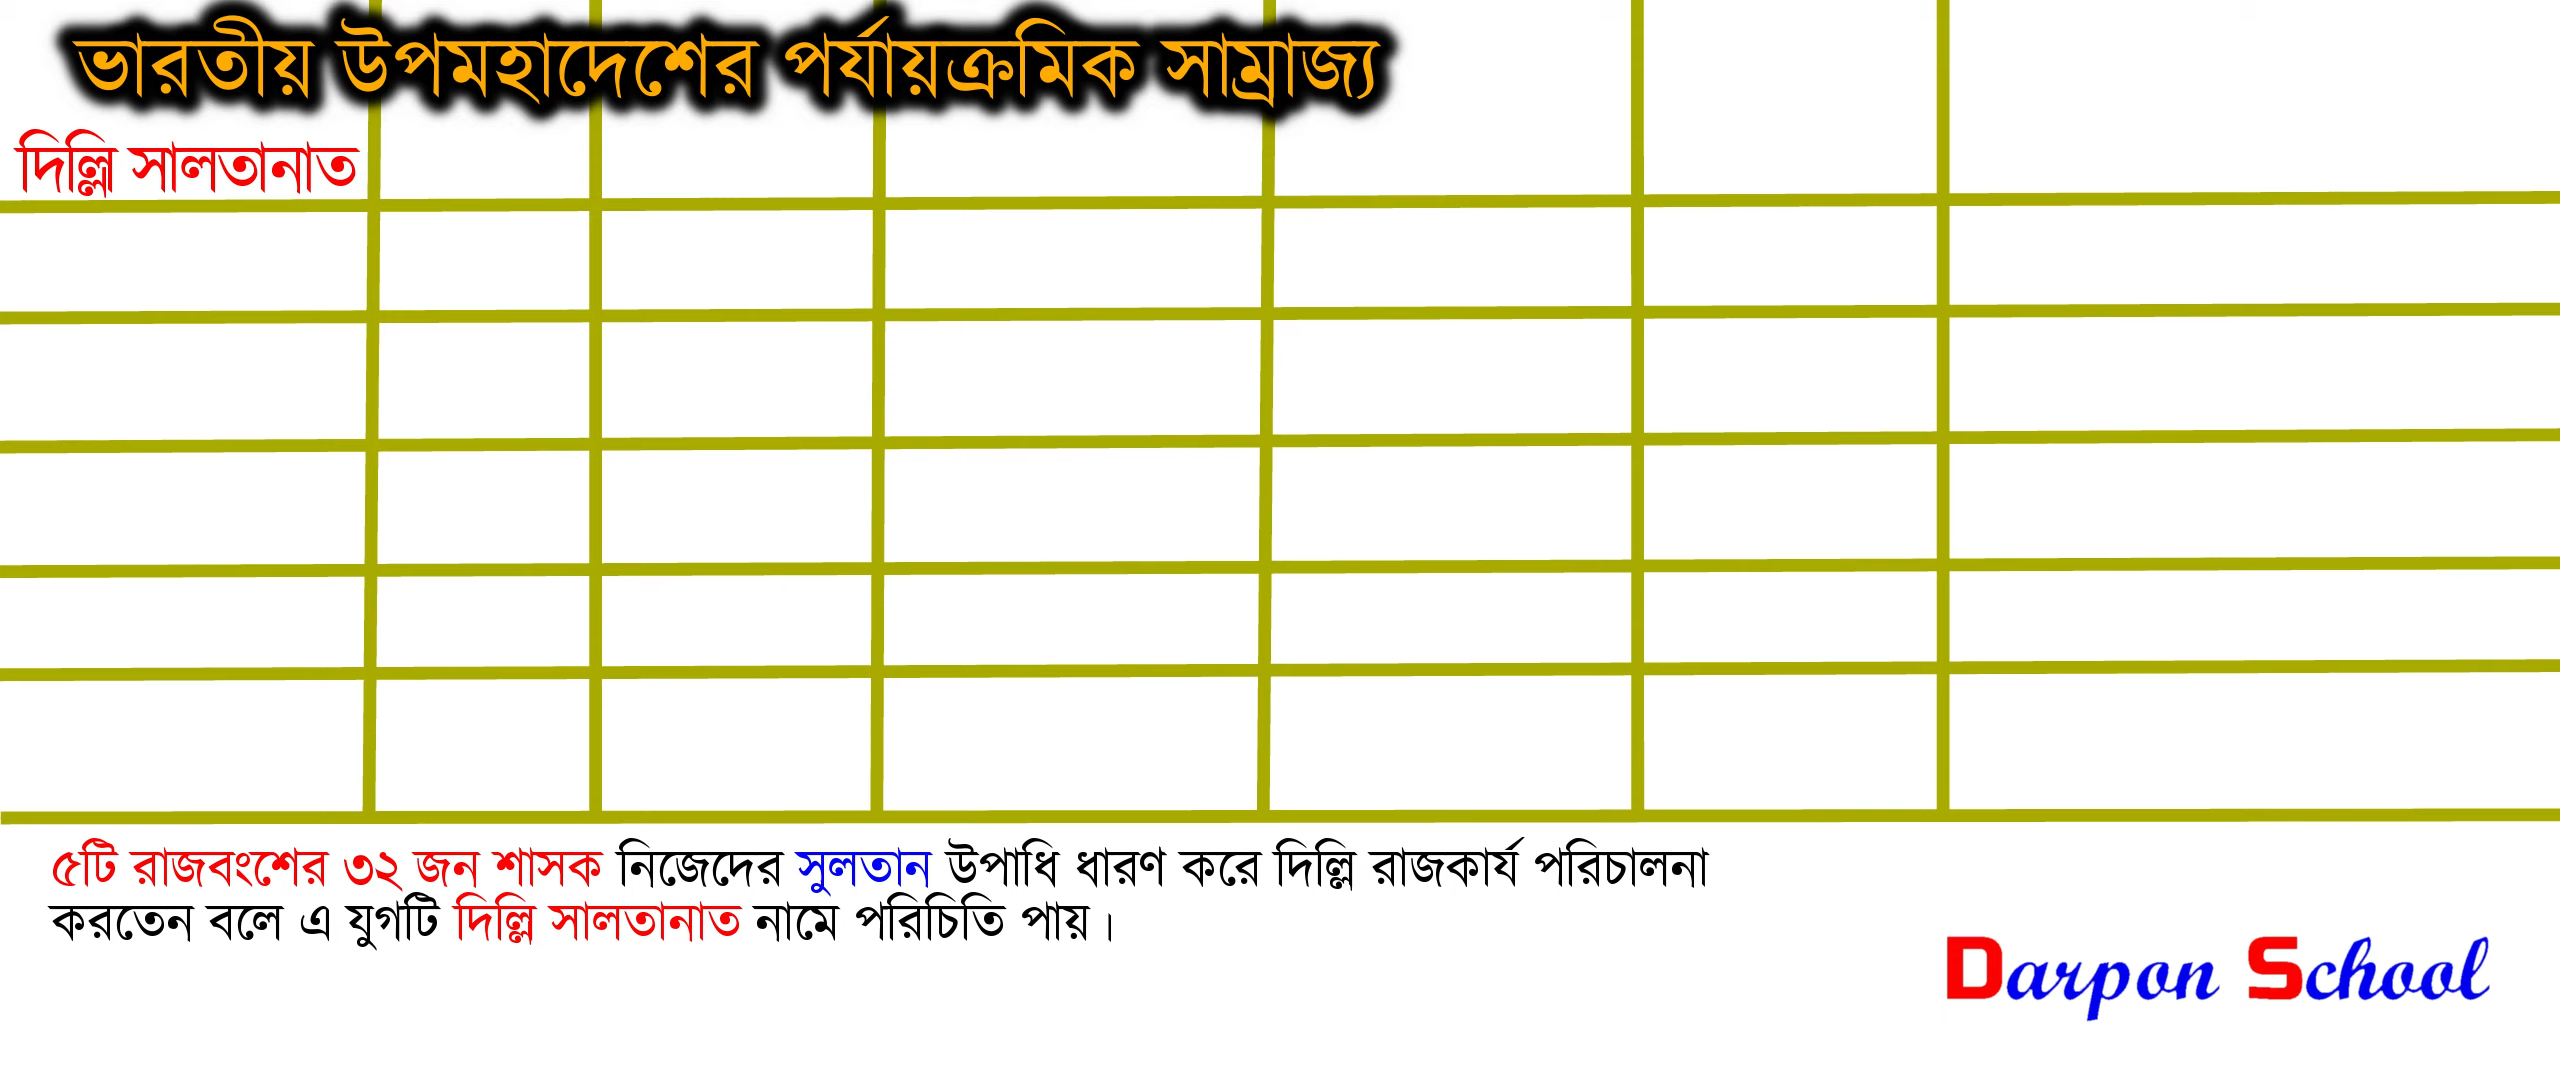 ভারতীয় উপমহাদেশের পর্যায়ক্রমিক সাম্রাজ্য
দিল্লি সালতানাত
৫টি রাজবংশের ৩২ জন শাসক নিজেদের সুলতান উপাধি ধারণ করে দিল্লি রাজকার্য পরিচালনা
করতেন বলে এ যুগটি দিল্লি সালতানাত নামে পরিচিতি পায়।
Darpon School